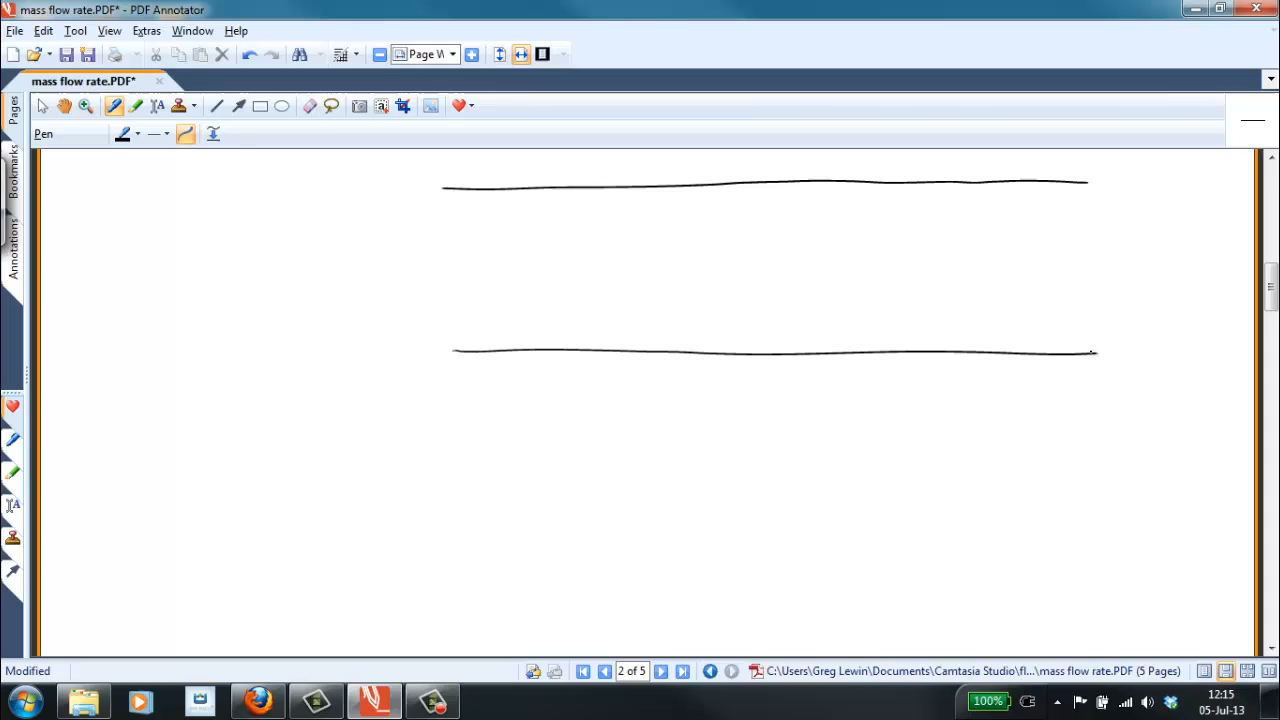 mass flow rate.PDF* - PDF Annotator
File Edit Tool View Extras Window Help
Page W
mass flow rate.PDF*
Pen
Pages
Bookmarks
Annotations
Modified
2 of 5
C:\Users\Greg Lewin\Documents\Camtasia Studio\fl...\mass flow rate.PDF (5 Pages)
100%
12:15
05-Jul-13